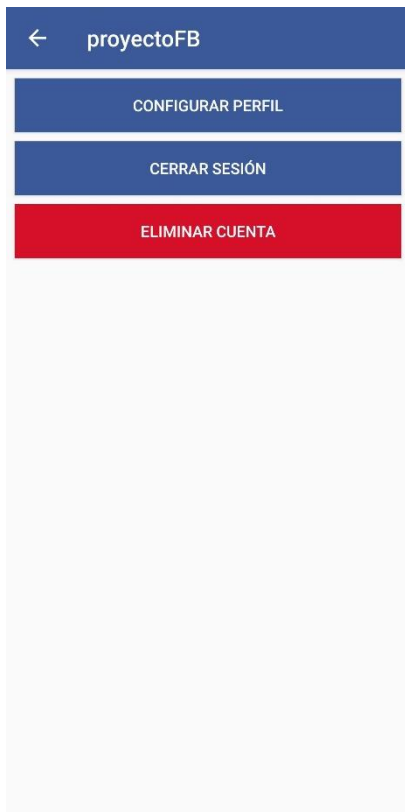 proyectoFB
CONFIGURAR PERFIL
CERRAR SESIÓN
ELIMINAR CUENTA